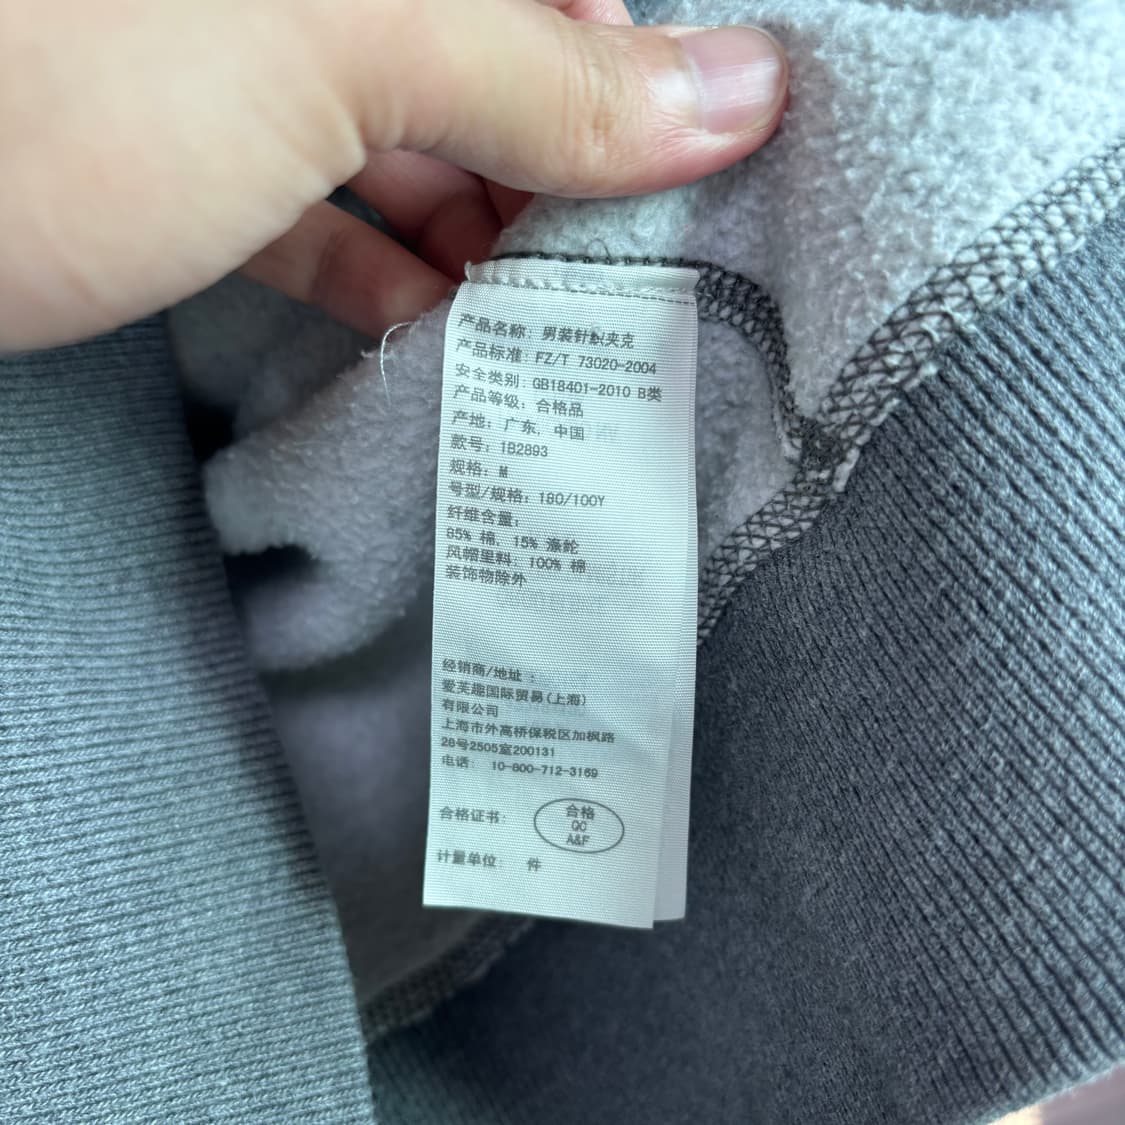 产品名称: 男装针织夹克
产品标准: FZ/T 73020-2004
安全类别: GB18401-2010 B类
产品等级: 合格品
产地: 广东, 中国
款号: 1B2893
规格: M
号型/规格: 180/100Y
纤维含量:
85% 棉, 15% 涤纶
风帽里料: 100% 棉
装饰物除外
经销商/地址:
爱芙趣国际贸易(上海)
有限公司
上海市外高桥保税区加枫路
26号2505室200131
电话: 10-800-712-3169
合格证书:
合格
QC
A&F
计量单位 件